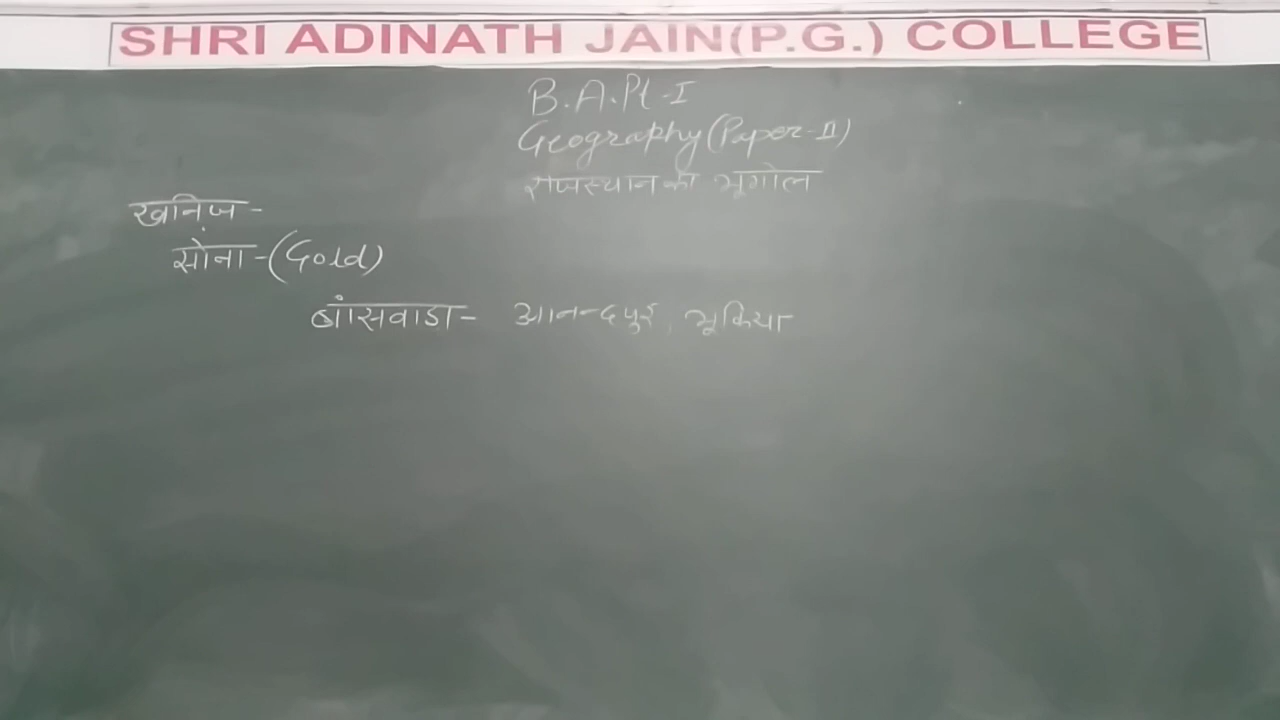 SHRI ADINATH JAIN(P.G.) COLLEGE
B.A.Pt-I
Geography(Paper-II)
राजस्थान का भूगोल
खनिज-
सोना-(Gold)
बांसवाडा- आनन्दपुर, भूकिया